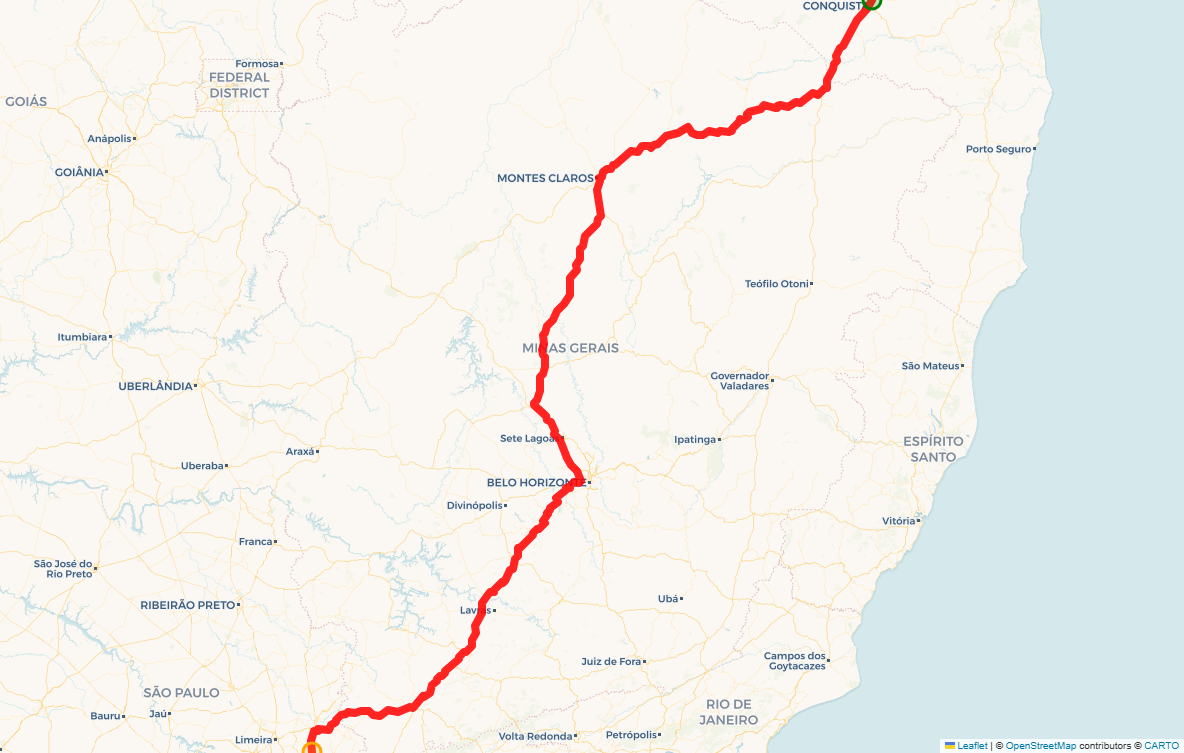 CONQUIST
Formosa
FEDERAL
DISTRICT
GOIÁS
Anápolis
Porto Seguro
GOIÂNIA
MONTES CLAROS
Teófilo Otoni
Itumbiara
MINAS GERAIS
São Mateus
UBERLÂNDIA
Governador
Valadares
Sete Lagoas
Ipatinga
ESPÍRITO
SANTO
Araxá
Uberaba
BELO HORIZONTE
Divinópolis
Vitória
Franca
São José do
Rio Preto
RIBEIRÃO PRETO
Ubá
Lavras
Juiz de Fora
Campos dos
Goytacazes
SÃO PAULO
RIO DE
JANEIRO
Bauru
Jaú
Limeira
Volta Redonda
Petrópolis
Leaflet | © OpenStreetMap contributors © CARTO